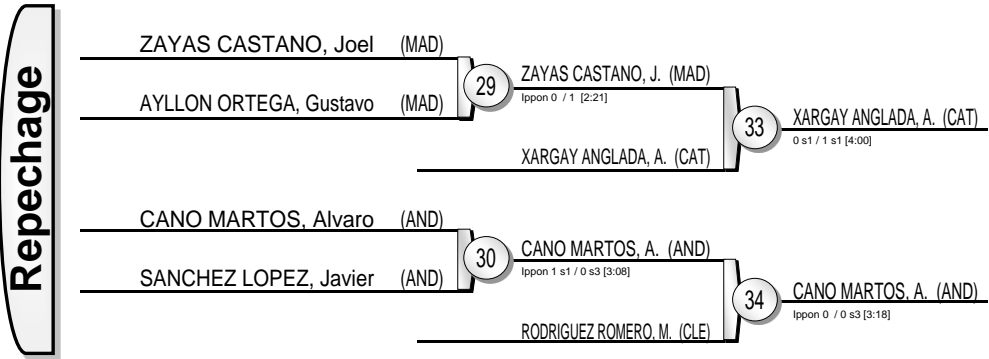 Repechage
ZAYAS CASTANO, Joel (MAD)
AYLLON ORTEGA, Gustavo (MAD)
29
ZAYAS CASTANO, J. (MAD)
Ippon 0 / 1 [2:21]
XARGAY ANGLADA, A. (CAT)
33
XARGAY ANGLADA, A. (CAT)
0 s1 / 1 s1 [4:00]
CANO MARTOS, Alvaro (AND)
SANCHEZ LOPEZ, Javier (AND)
30
CANO MARTOS, A. (AND)
Ippon 1 s1 / 0 s3 [3:08]
RODRIGUEZ ROMERO, M. (CLE)
34
CANO MARTOS, A. (AND)
Ippon 0 / 0 s3 [3:18]